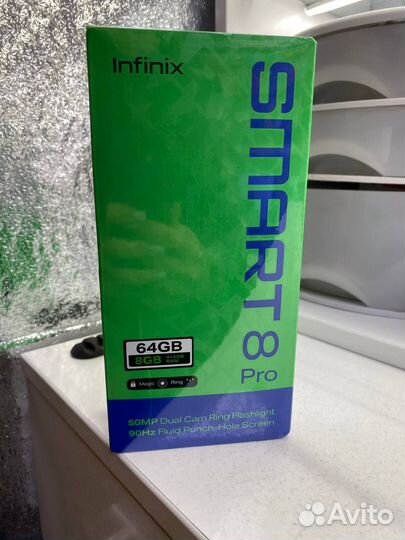 Infinix
SMART 8
Pro
64GB
8GB
RAM
Magic Ring
50MP Dual Cam Ring Flashlight
90Hz Fluid Punch-Hole Screen
Avito